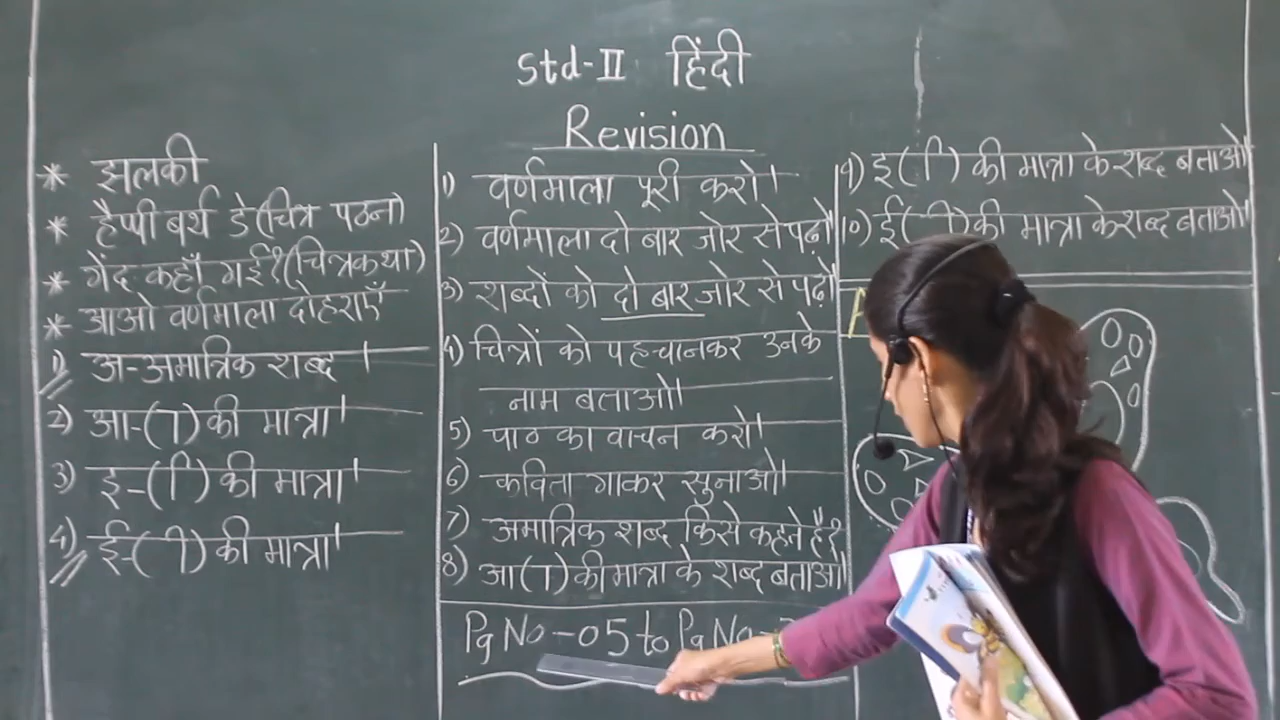 Std-II हिंदी
Revision
* झलकी
* हैप्पी बर्थ डे (चित्र पठन)
* गेंद कहाँ गई? (चित्रकथा)
* आओ वर्णमाला दोहराएँ
1) अ-अमात्रिक शब्द ।
2) आ-(ा) की मात्रा।
3) इ-(ि) की मात्रा।
4) ई-(ी) की मात्रा।
1) वर्णमाला पूरी करो।
2) वर्णमाला दो बार जोर से पढ़ो
3) शब्दों को दो बार जोर से पढ़ो
4) चित्रों को पहचानकर उनके
नाम बताओ।
5) पाठ का वाचन करो।
6) कविता गाकर सुनाओ।
7) अमात्रिक शब्द किसे कहते है?
8) आ (ा) की मात्रा के शब्द बताओ।
Pg No-05 to Pg No-
9) इ (ि) की मात्रा के शब्द बताओ।
10) ई (ी) की मात्रा के शब्द बताओ।